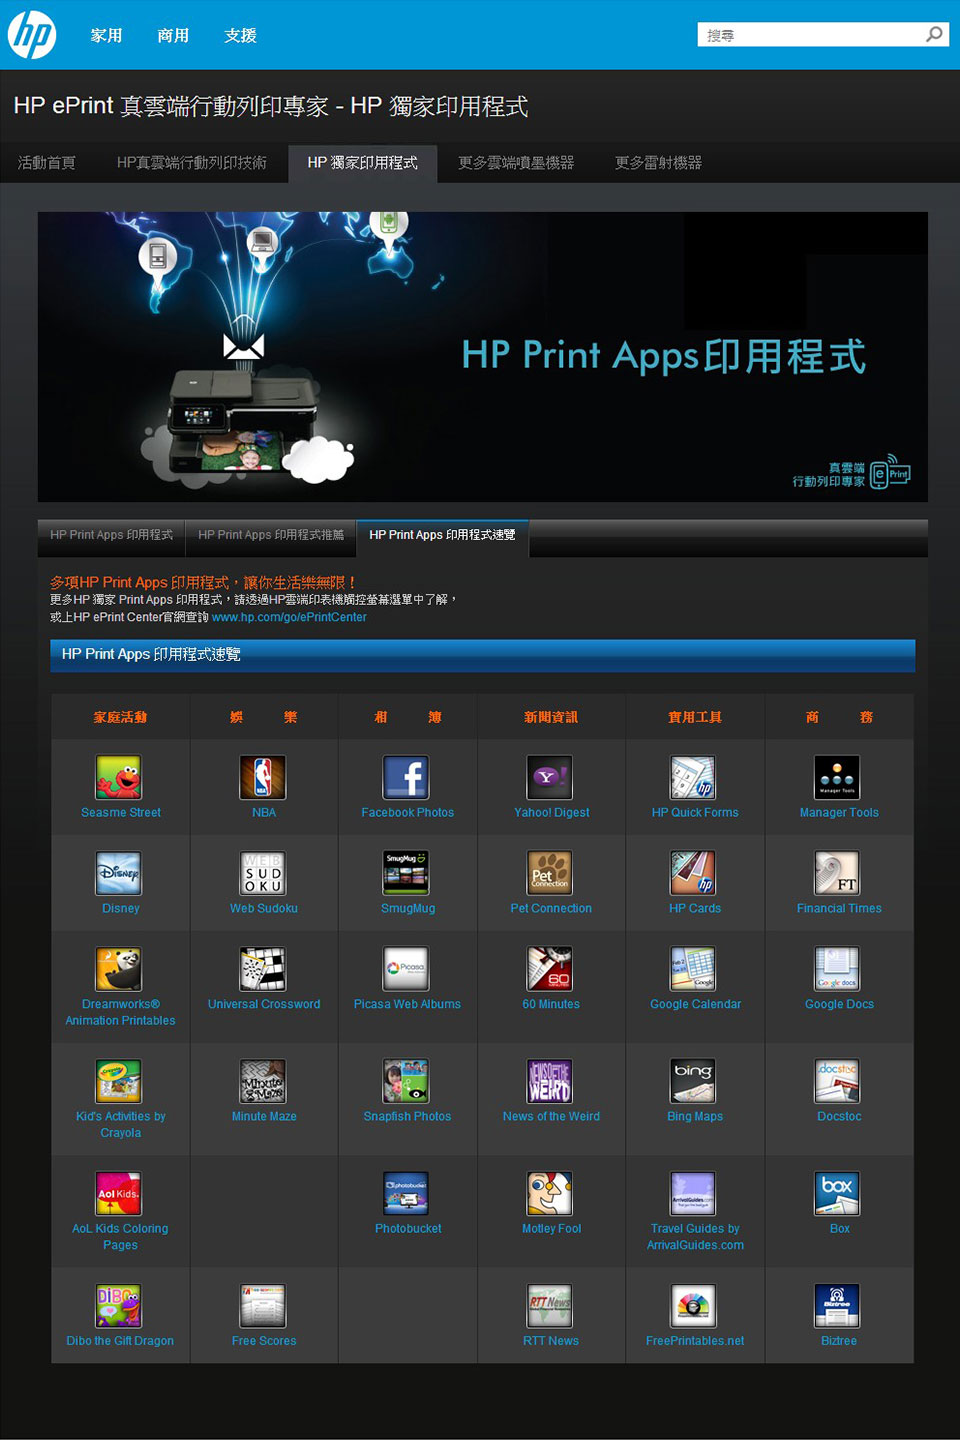 hp
家用 商用 支援 搜尋
HP ePrint 真雲端行動列印專家 - HP 獨家印用程式
活動首頁 HP真雲端行動列印技術 HP 獨家印用程式 更多雲端噴墨機器 更多雷射機器
HP Print Apps印用程式
真雲端
行動列印專家 e Print
HP Print Apps 印用程式 HP Print Apps 印用程式推薦 HP Print Apps 印用程式速覽
多項HP Print Apps 印用程式，讓你生活樂無限！
更多HP 獨家 Print Apps 印用程式，請透過HP雲端印表機觸控螢幕選單中了解，
或上HP ePrint Center官網查詢 www.hp.com/go/ePrintCenter
HP Print Apps 印用程式速覽
家庭活動 娛 樂 相 簿 新聞資訊 實用工具 商 務
Seasme Street NBA Facebook Photos Yahoo! Digest HP Quick Forms Manager Tools
Disney Web Sudoku SmugMug Pet Connection HP Cards Financial Times
Dreamworks® Universal Crossword Picasa Web Albums 60 Minutes Google Calendar Google Docs
Animation Printables
Kid's Activities by Minute Maze Snapfish Photos News of the Weird Bing Maps Docstoc
Crayola
AoL Kids Coloring Photobucket Motley Fool Travel Guides by Box
Pages ArrivalGuides.com
Dibo the Gift Dragon Free Scores RTT News FreePrintables.net Biztree